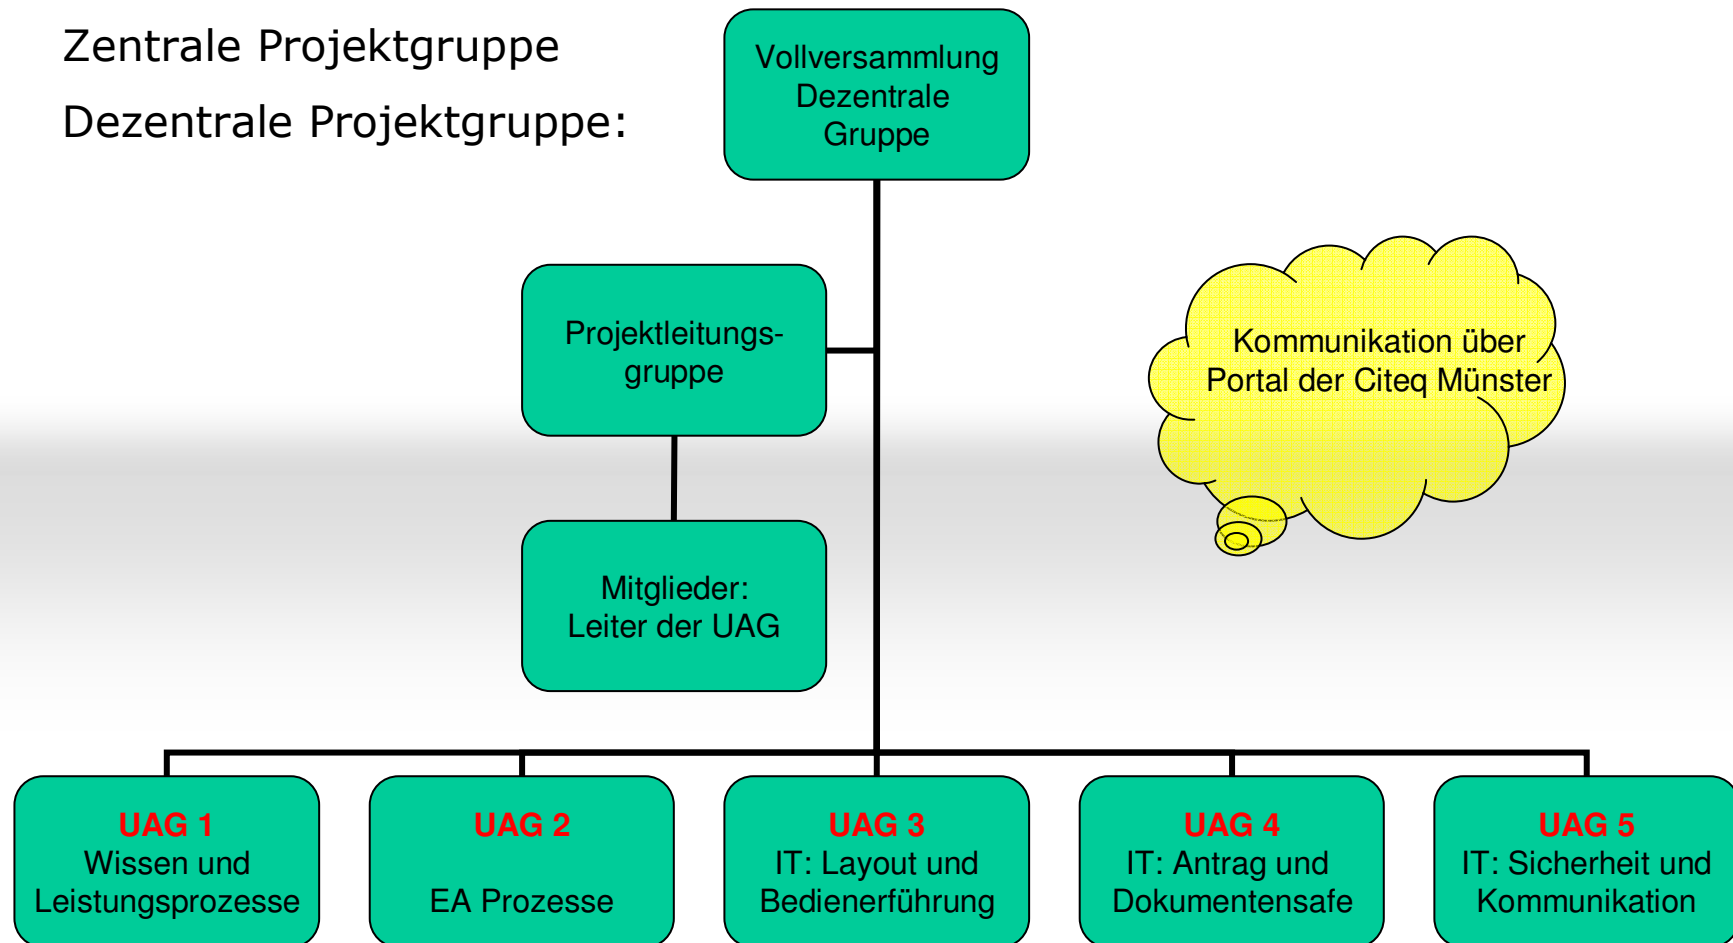 Zentrale Projektgruppe
Dezentrale Projektgruppe:
Vollversammlung
Dezentrale
Gruppe
Projektleitungs-
gruppe
Kommunikation über
Portal der Citeq Münster
Mitglieder:
Leiter der UAG
UAG 1
Wissen und
Leistungsprozesse
UAG 2
EA Prozesse
UAG 3
IT: Layout und
Bedienerführung
UAG 4
IT: Antrag und
Dokumentensafe
UAG 5
IT: Sicherheit und
Kommunikation